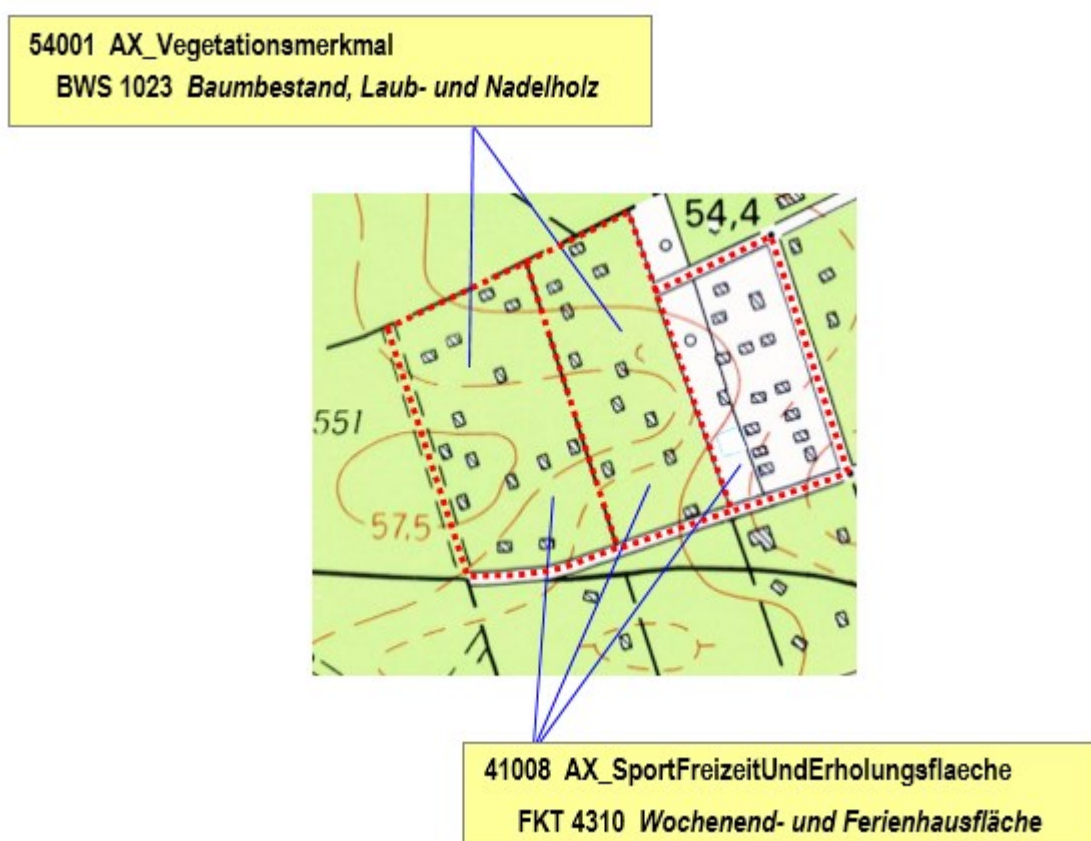 54001 AX_Vegetationsmerkmal
BWS 1023 Baumbestand, Laub- und Nadelholz
54,4
551
57,5
41008 AX_SportFreizeitUndErholungsflaeche
FKT 4310 Wochenend- und Ferienhausfläche